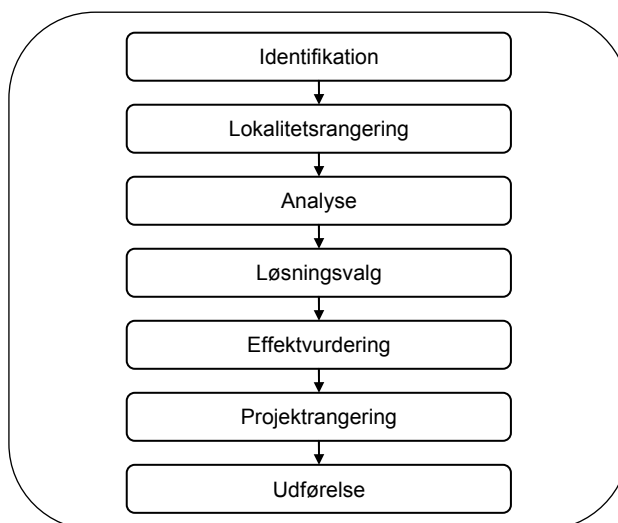 Identifikation
Lokalitetsrangering
Analyse
Løsningsvalg
Effektvurdering
Projektrangering
Udførelse